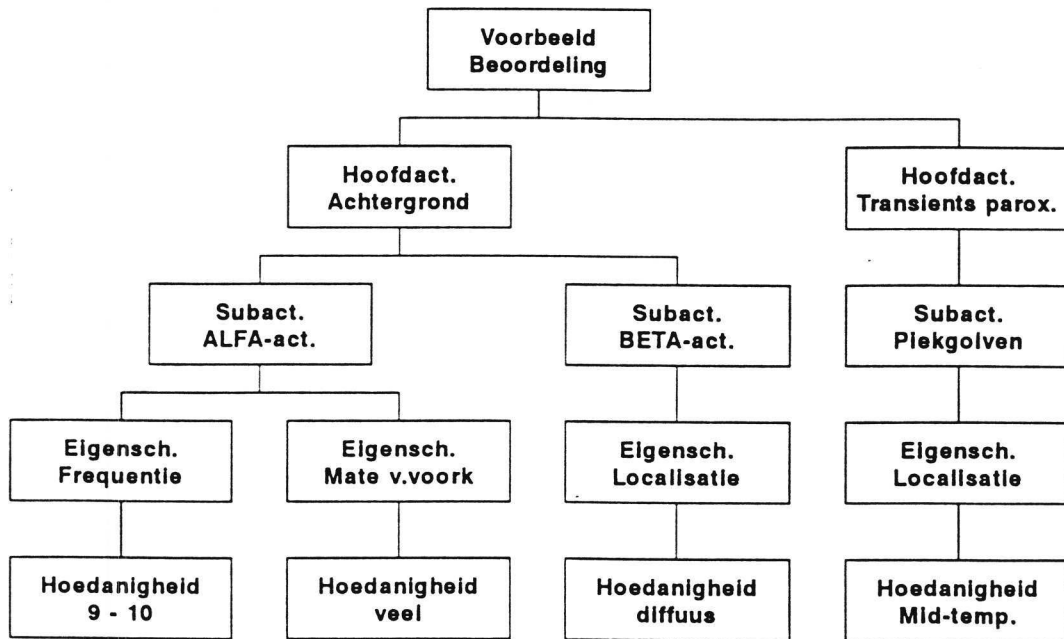 Voorbeeld
Beoordeling
Hoofdact.
Achtergrond
Hoofdact.
Transients parox.
Subact.
ALFA-act.
Subact.
BETA-act.
Subact.
Piekgolven
Eigensch.
Frequentie
Eigensch.
Mate v.voork
Eigensch.
Localisatie
Eigensch.
Localisatie
Hoedanigheid
9 - 10
Hoedanigheid
veel
Hoedanigheid
diffuus
Hoedanigheid
Mid-temp.